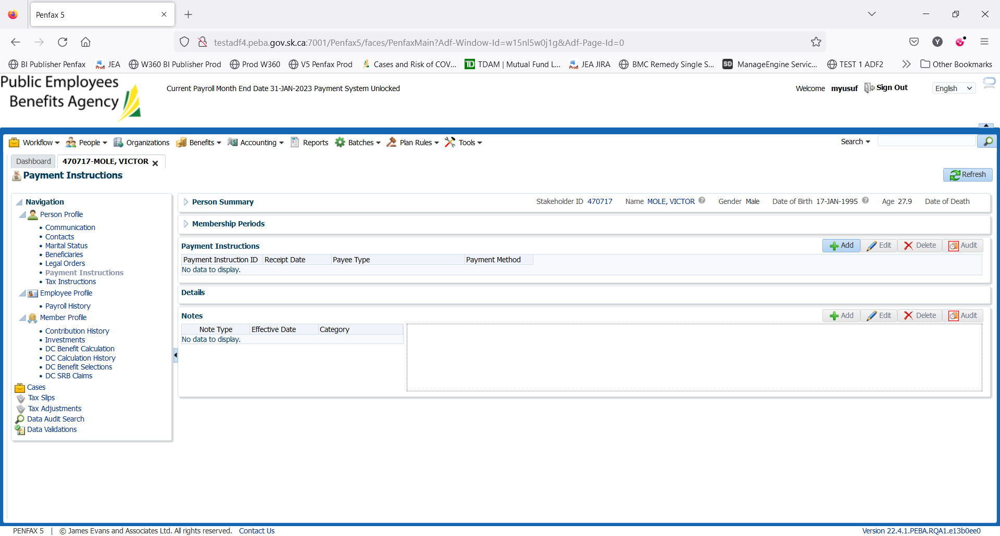 Penfax 5
testadf4.peba.gov.sk.ca:7001/Penfax5/faces/PenfaxMain?Adf-Window-Id=w15nl5w0j1g&Adf-Page-Id=0
BI Publisher Penfax JEA W360 BI Publisher Prod Prod W360 V5 Penfax Prod Cases and Risk of COV... TD TDAM | Mutual Fund L... Prod JEA JIRA BMC Remedy Single S... SD ManageEngine Servic... TEST 1 ADF2 Other Bookmarks
Public Employees
Benefits Agency
Current Payroll Month End Date 31-JAN-2023 Payment System Unlocked
Welcome myusuf Sign Out English
Workflow People Organizations Benefits Accounting Reports Batches Plan Rules Tools Search
Dashboard 470717-MOLE, VICTOR
Payment Instructions Refresh
Navigation
Person Profile
Communication
Contacts
Marital Status
Beneficiaries
Legal Orders
Payment Instructions
Tax Instructions
Employee Profile
Payroll History
Member Profile
Contribution History
Investments
DC Benefit Calculation
DC Calculation History
DC Benefit Selections
DC SRB Claims
Cases
Tax Slips
Tax Adjustments
Data Audit Search
Data Validations
Person Summary Stakeholder ID 470717 Name MOLE, VICTOR Gender Male Date of Birth 17-JAN-1995 Age 27.9 Date of Death
Membership Periods
Payment Instructions Add Edit Delete Audit
Payment Instruction ID Receipt Date Payee Type Payment Method
No data to display.
Details
Notes Add Edit Delete Audit
Note Type Effective Date Category
No data to display.
PENFAX 5 | © James Evans and Associates Ltd. All rights reserved. Contact Us Version 22.4.1.PEBA.RQA1.e13b0ee0